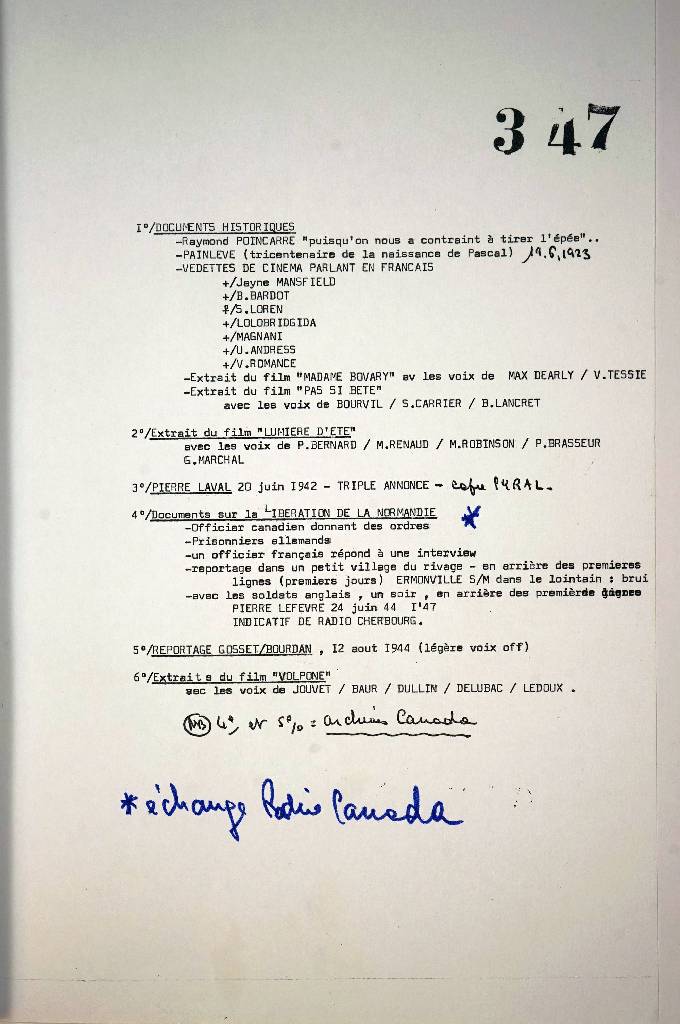 347
1°/DOCUMENTS HISTORIQUES
-Raymond POINCARRE "puisqu'on nous a contraint à tirer l'épée"..
-PAINLEVE (tricentenaire de la naissance de Pascal) 19.6.1923
-VEDETTES DE CINEMA PARLANT EN FRANCAIS
+/Jayne MANSFIELD
+/B.BARDOT
+/S.LOREN
+/LOLOBRIDGIDA
+/MAGNANI
+/U.ANDRESS
+/V.ROMANCE
-Extrait du film "MADAME BOVARY" av les voix de MAX DEARLY / V.TESSIE
-Extrait du film "PAS SI BETE"
avec les voix de BOURVIL / S.CARRIER / B.LANCRET
2°/Extrait du film "LUMIERE D'ETE"
avec les voix de P.BERNARD / M.RENAUD / M.ROBINSON / P.BRASSEUR
G.MARCHAL
3°/PIERRE LAVAL 20 juin 1942 - TRIPLE ANNONCE - copie PYRAL-
4°/Documents sur la LIBERATION DE LA NORMANDIE *
-Officier canadien donnant des ordres
-Prisonniers allemands
-un officier français répond à une interview
-reportage dans un petit village du rivage - en arrière des premieres
lignes (premiers jours) ERMONVILLE S/M dans le lointain : brui
-avec les soldats anglais , un soir , en arrière des premières lignes
PIERRE LEFEVRE 24 juin 44 I'47
INDICATIF DE RADIO CHERBOURG.
5°/REPORTAGE GOSSET/BOURDAN , I2 aout I944 (légère voix off)
6°/Extrait s du film "VOLPONE"
aec les voix de JOUVET / BAUR / DULLIN / DELUBAC / LEDOUX .
NB 4°/ et 5°/o = archives Canada
* échange Radio Canada